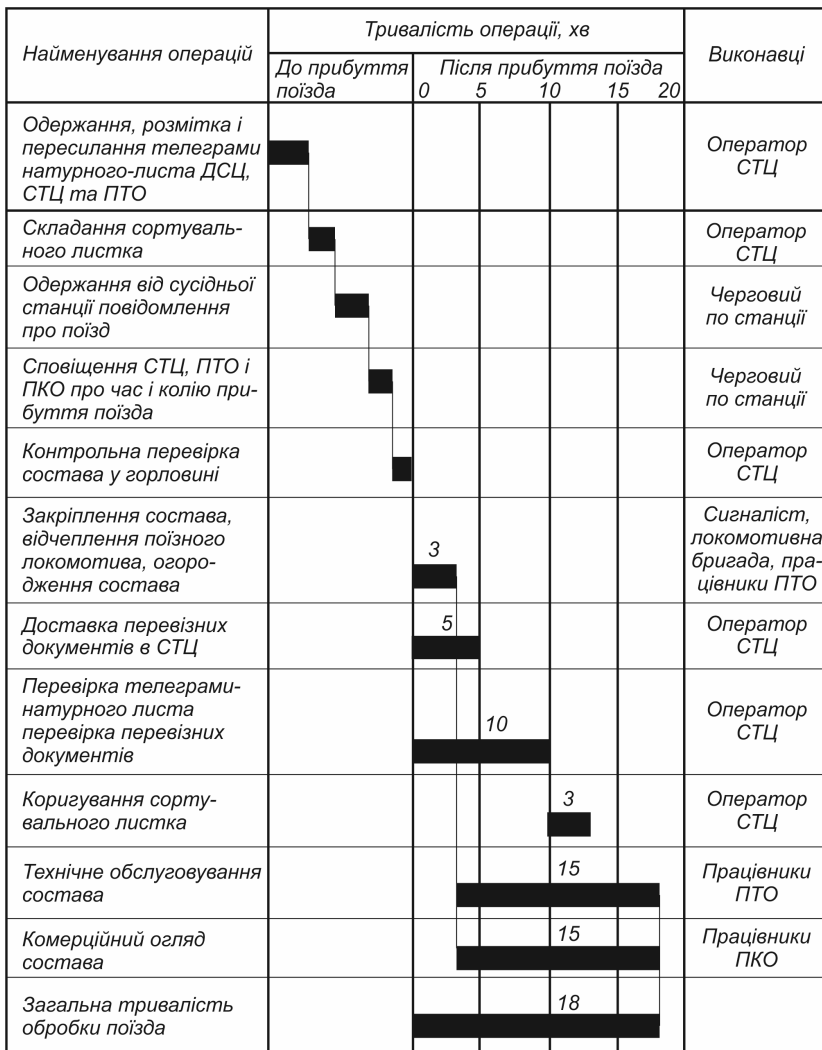 Найменування операцій
Тривалість операції, хв
Виконавці
До прибуття
поїзда
Після прибуття поїзда
0 5 10 15 20
Одержання, розмітка і
пересилання телеграми
натурного-листа ДСЦ,
СТЦ та ПТО
Оператор
СТЦ
Складання сортуваль-
ного листка
Оператор
СТЦ
Одержання від сусідньої
станції повідомлення
про поїзд
Черговий
по станції
Сповіщення СТЦ, ПТО і
ПКО про час і колію при-
буття поїзда
Черговий
по станції
Контрольна перевірка
состава у горловині
Оператор
СТЦ
Закріплення состава,
відчеплення поїзного
локомотива, огоро-
дження состава
3
Сигналіст,
локомотивна
бригада, пра-
цівники ПТО
Доставка перевізних
документів в СТЦ
5
Оператор
СТЦ
Перевірка телеграми-
натурного листа
перевірка перевізних
документів
10
Оператор
СТЦ
Коригування сорту-
вального листка
3
Оператор
СТЦ
Технічне обслуговування
состава
15
Працівники
ПТО
Комерційний огляд
состава
15
Працівники
ПКО
Загальна тривалість
обробки поїзда
18